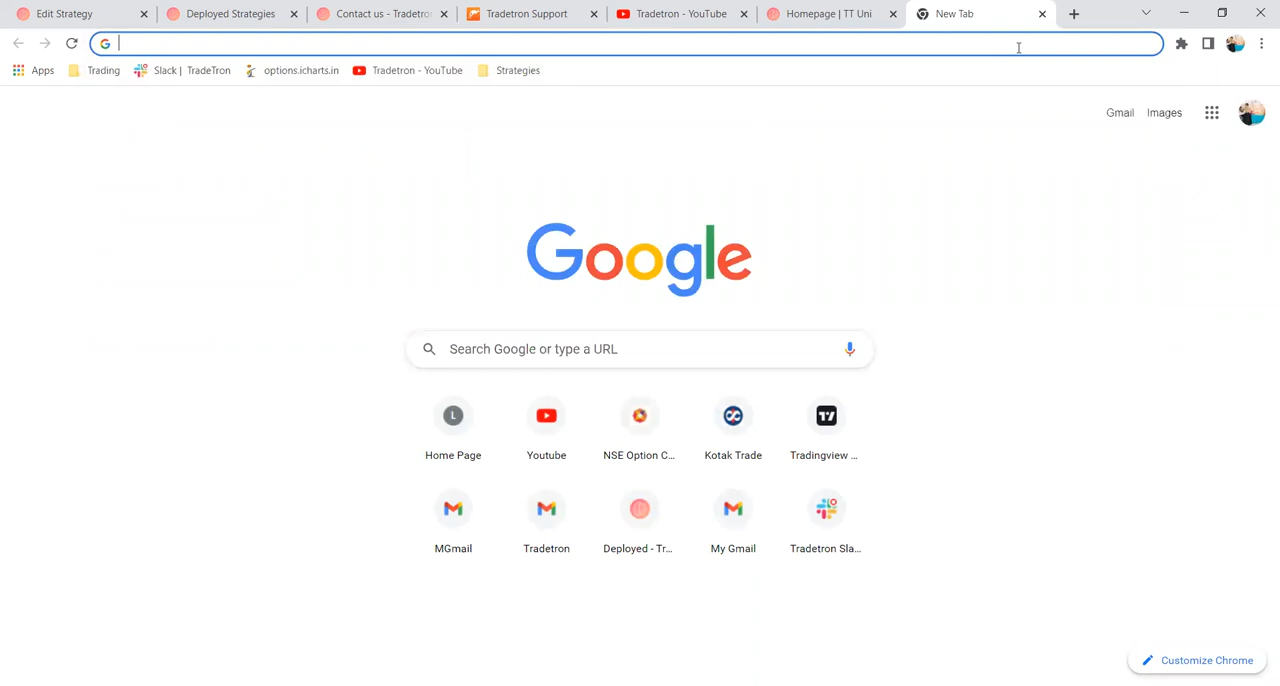 Edit Strategy
Deployed Strategies
Contact us - Tradetro
Tradetron Support
Tradetron - YouTube
Homepage | TT Uni
New Tab
Apps
Trading
Slack | TradeTron
options.icharts.in
Tradetron - YouTube
Strategies
Gmail
Images
Google
Search Google or type a URL
L
Home Page
Youtube
NSE Option C...
Kotak Trade
Tradingview ...
MGmail
Tradetron
Deployed - Tr...
My Gmail
Tradetron Sla...
Customize Chrome